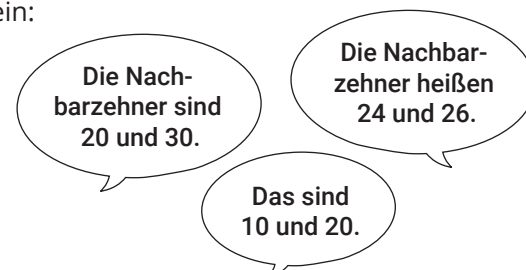 ein:
Die Nach-
barzehner sind
20 und 30.
Die Nachbar-
zehner heißen
24 und 26.
Das sind
10 und 20.